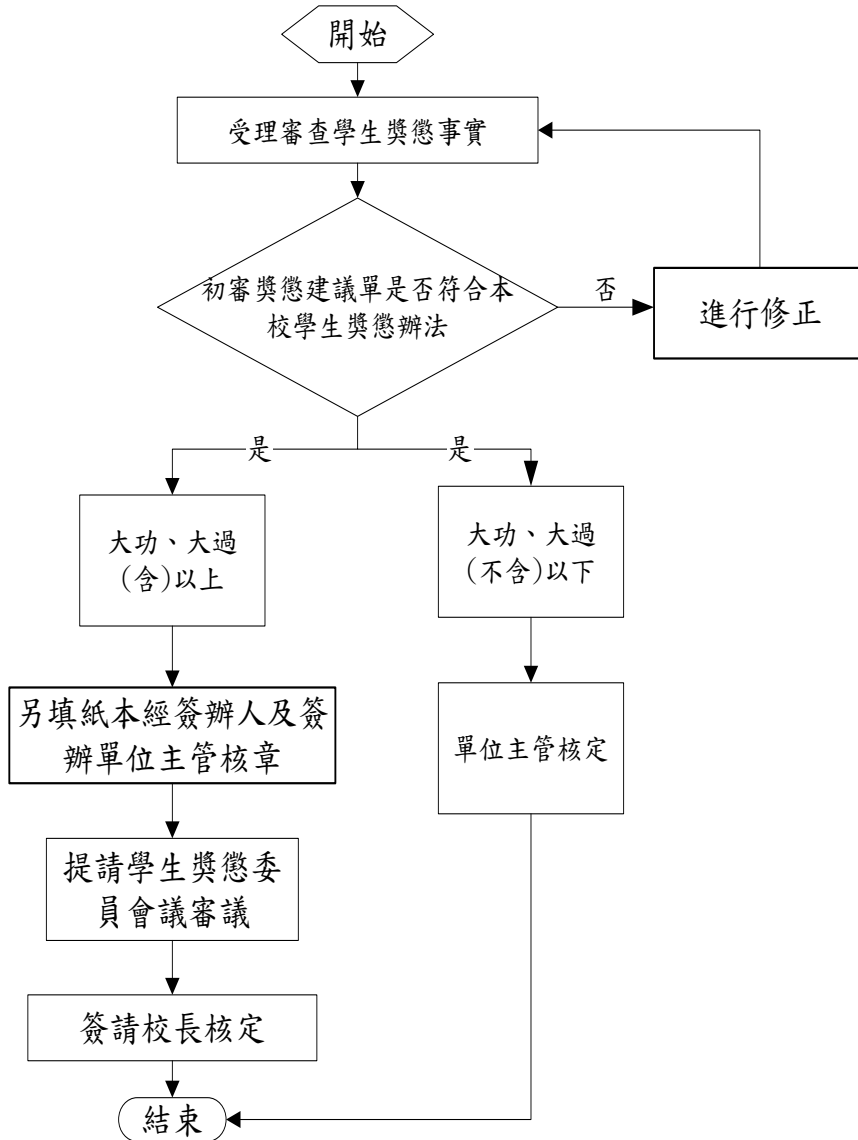 開始
受理審查學生獎懲事實
初審獎懲建議單是否符合本
校學生獎懲辦法
否
進行修正
是
是
大功、大過
(含)以上
大功、大過
(不含)以下
另填紙本經簽辦人及簽
辦單位主管核章
單位主管核定
提請學生獎懲委
員會議審議
簽請校長核定
結束